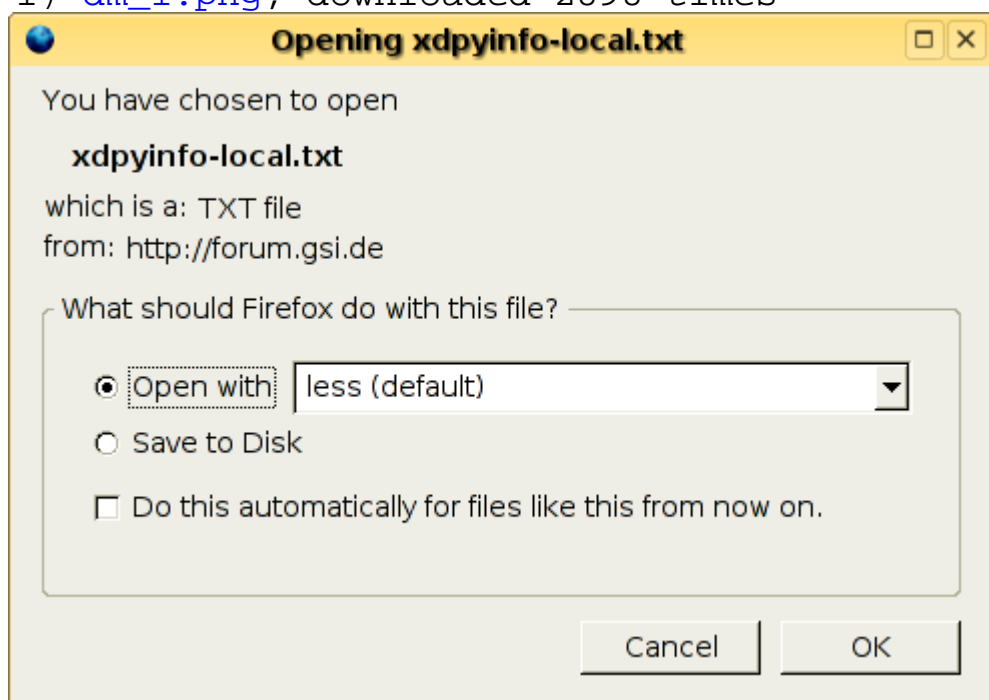 downloaded
times
Opening xdpyinfo-local.txt
You have chosen to open
xdpyinfo-local.txt
which is a: TXT file
from: http://forum.gsi.de
What should Firefox do with this file?
Open with less (default)
Save to Disk
Do this automatically for files like this from now on.
Cancel OK